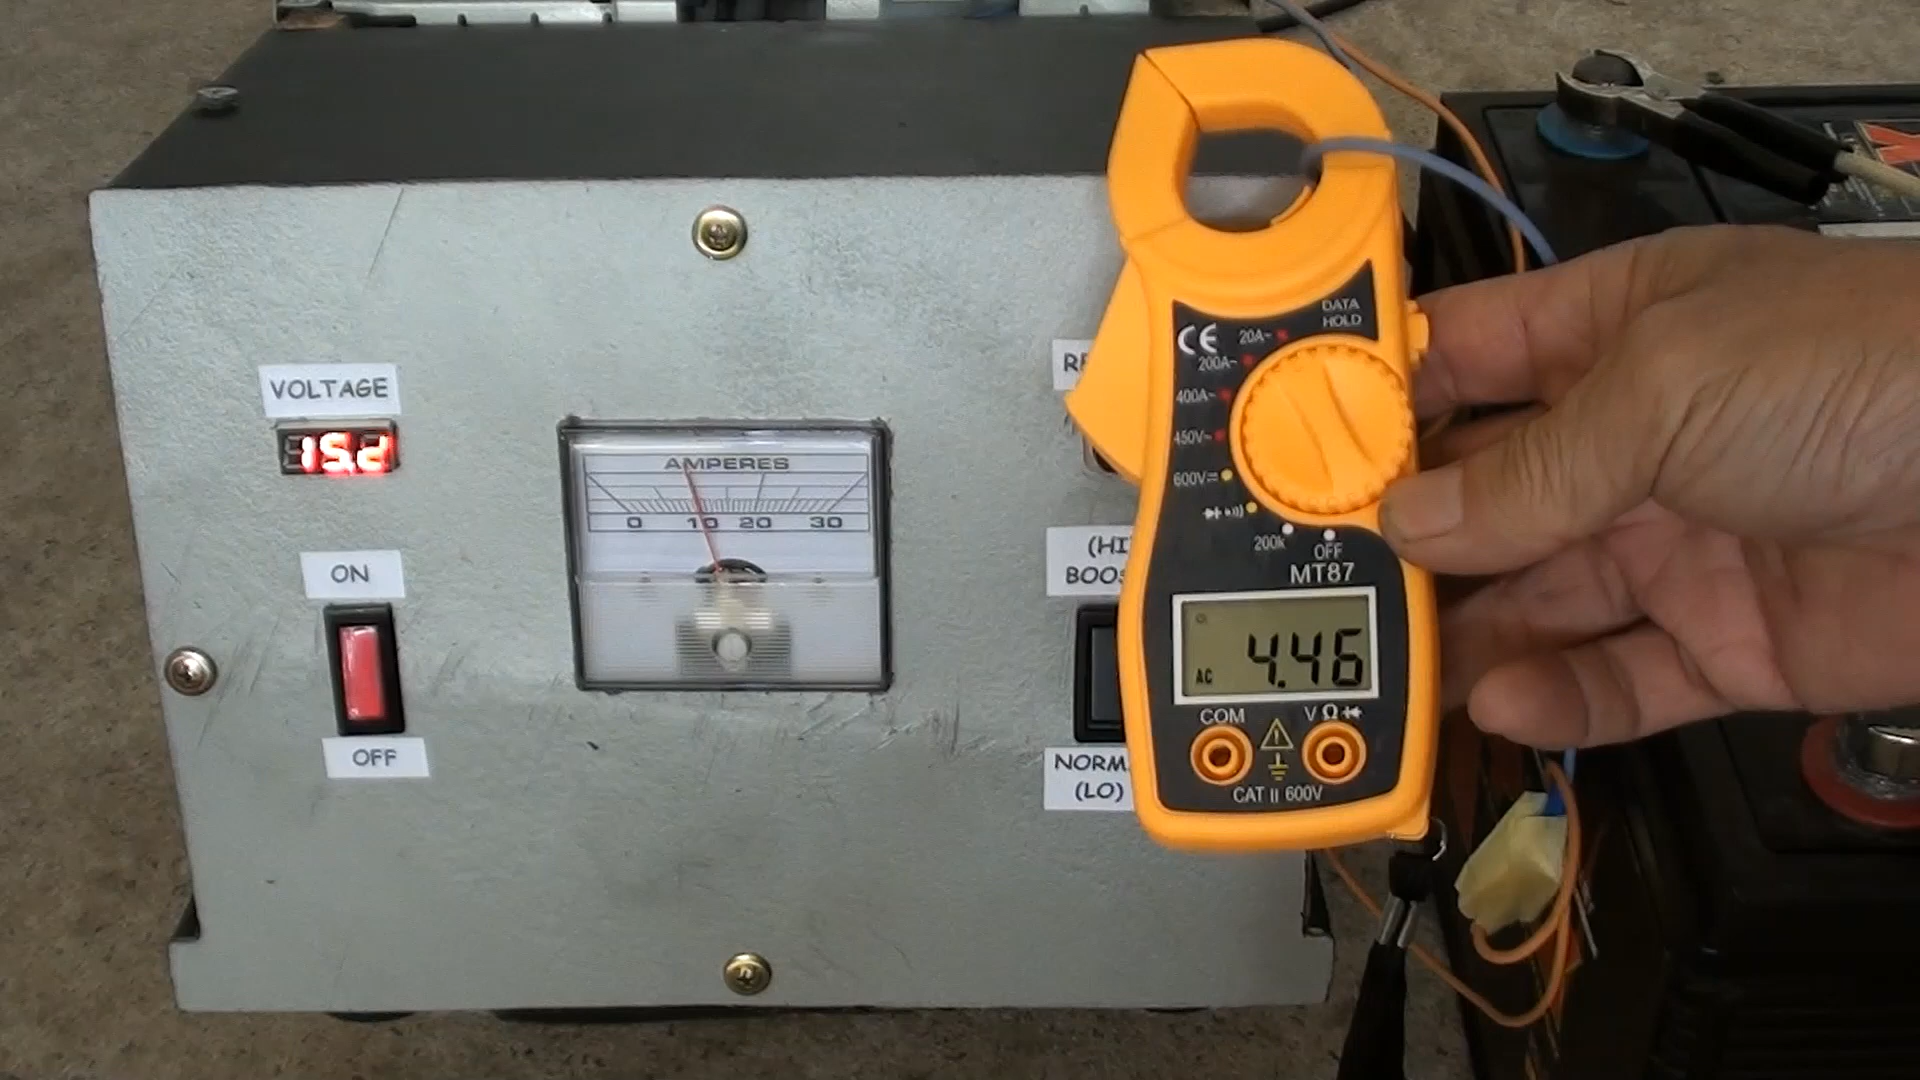 VOLTAGE
15.2
ON
OFF
AMPERES
0 10 20 30
(HI
BOOS
NORM
(LO)
DATA
HOLD
CE
20A~
200A~
400A~
450V~
600V
200k
OFF
MT87
AC 4.46
COM VΩ
CAT II 600V